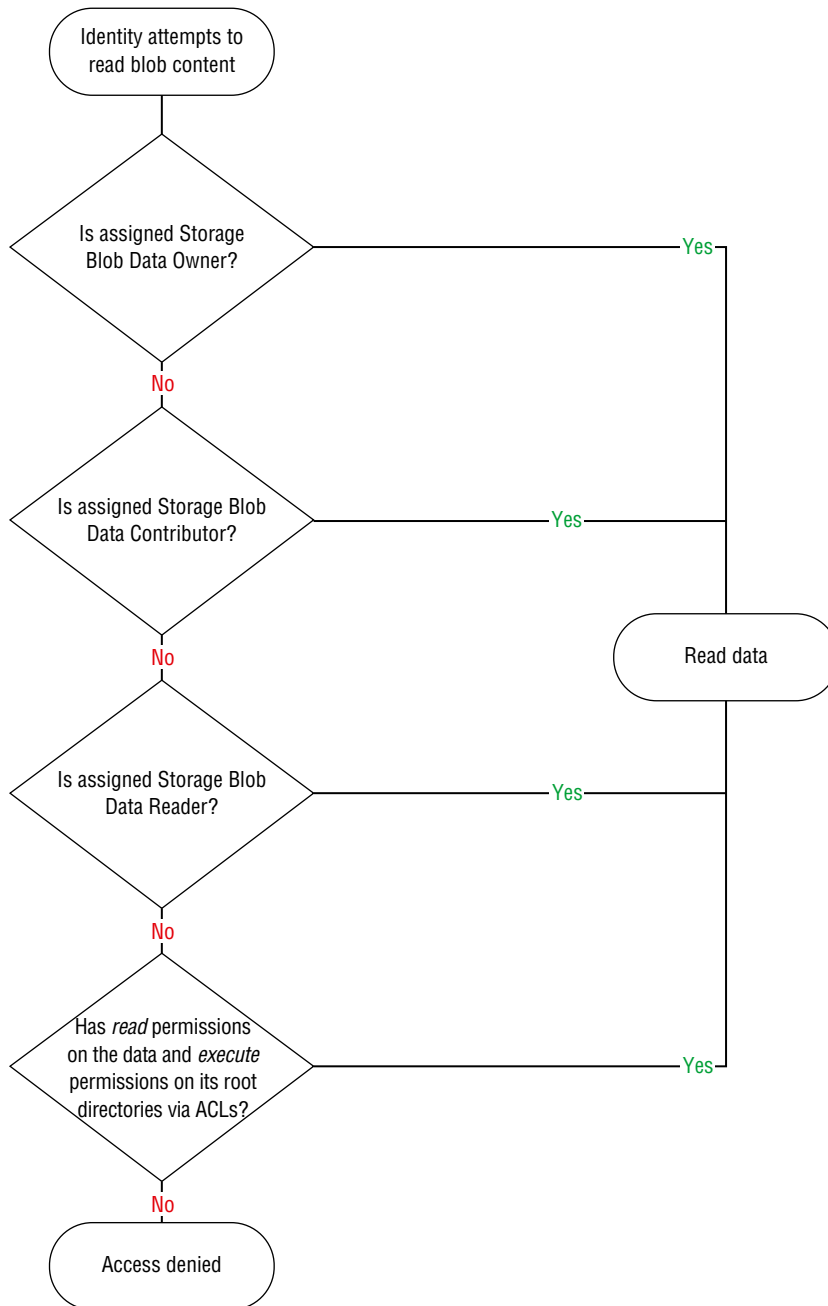 Identity attempts to
read blob content
Is assigned Storage
Blob Data Owner?
Yes
No
Is assigned Storage Blob
Data Contributor?
Yes
No
Read data
Is assigned Storage Blob
Data Reader?
Yes
No
Has read permissions
on the data and execute
permissions on its root
directories via ACLs?
Yes
No
Access denied